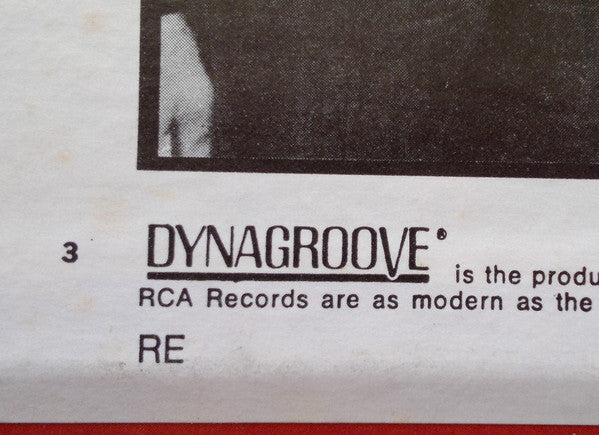 3 DYNAGROOVE® is the produ
RCA Records are as modern as the
RE